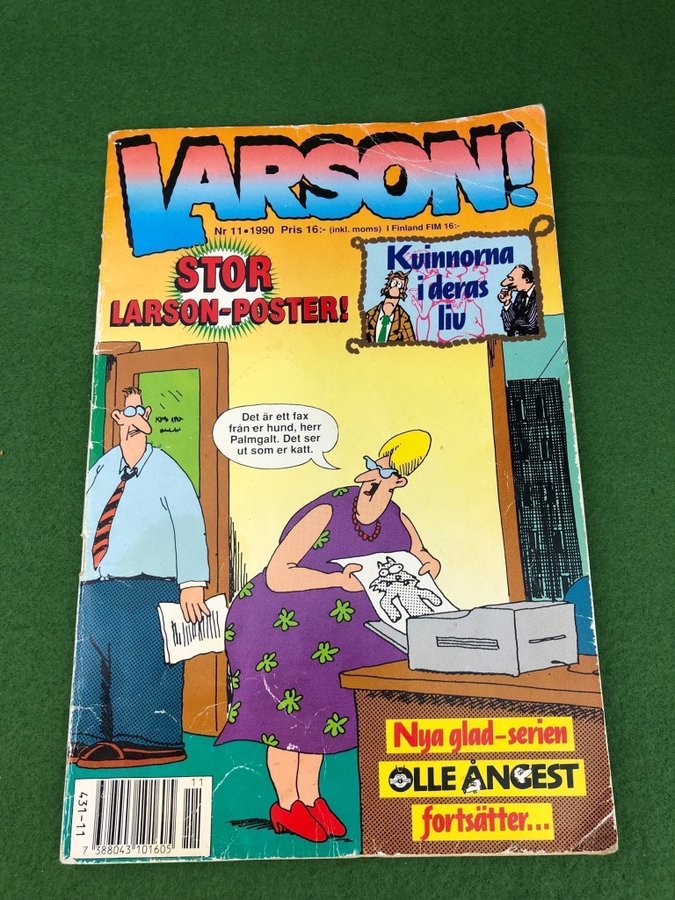 LARSON!
Nr 11•1990 Pris 16:- (inkl. moms) I Finland FIM 16:-
STOR
LARSON-POSTER!
Kvinnorna
i deras
liv
Det är ett fax
från er hund, herr
Palmgalt. Det ser
ut som er katt.
Nya glad-serien
OLLE ÅNGEST
fortsätter...
431-11
11
7 388043 101605